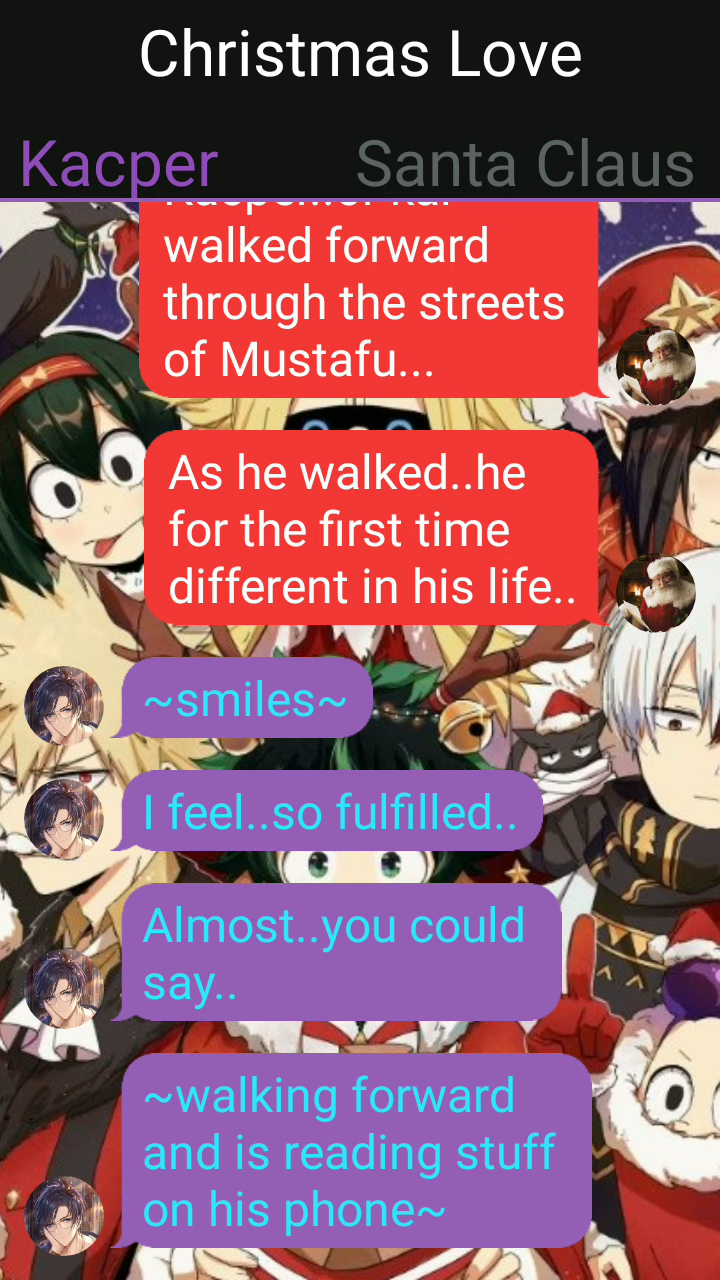 Christmas Love
Kacper
Santa Claus
walked forward
through the streets
of Mustafu...
As he walked..he
for the first time
different in his life..
~smiles~
I feel..so fulfilled..
Almost..you could
say..
~walking forward
and is reading stuff
on his phone~